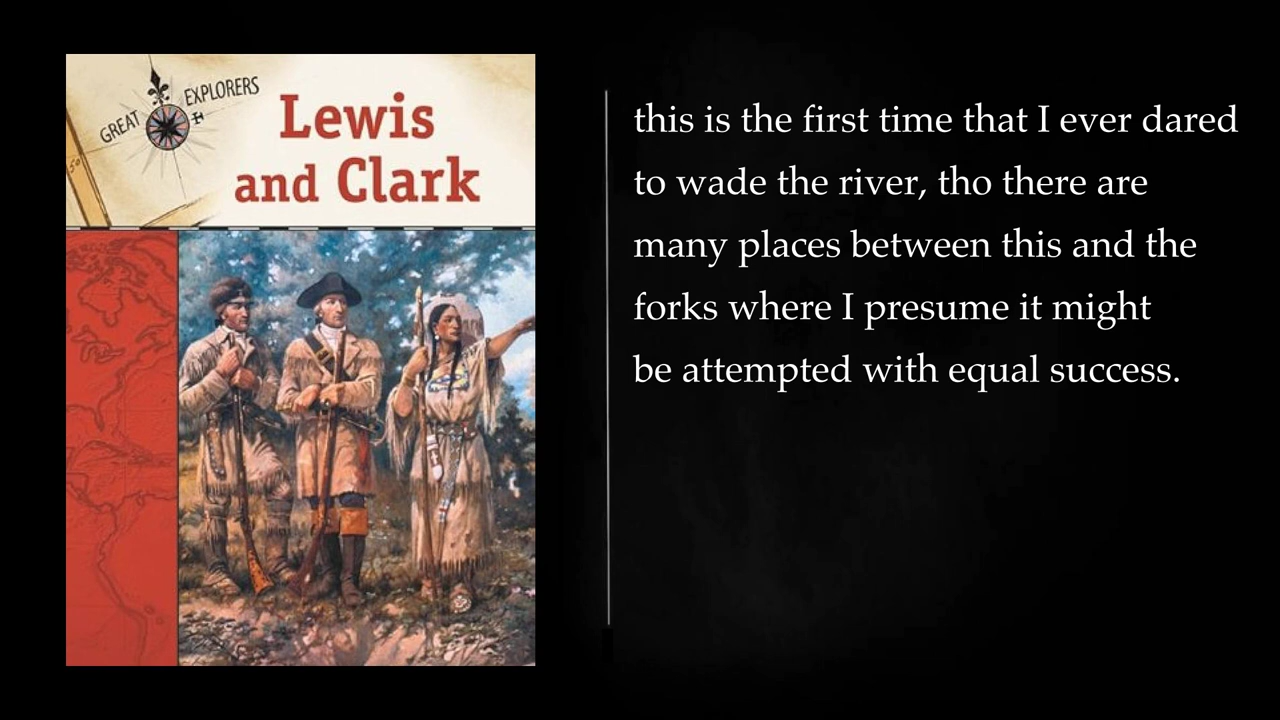 GREAT EXPLORERS
Lewis
and Clark
50
this is the first time that I ever dared
to wade the river, tho there are
many places between this and the
forks where I presume it might
be attempted with equal success.